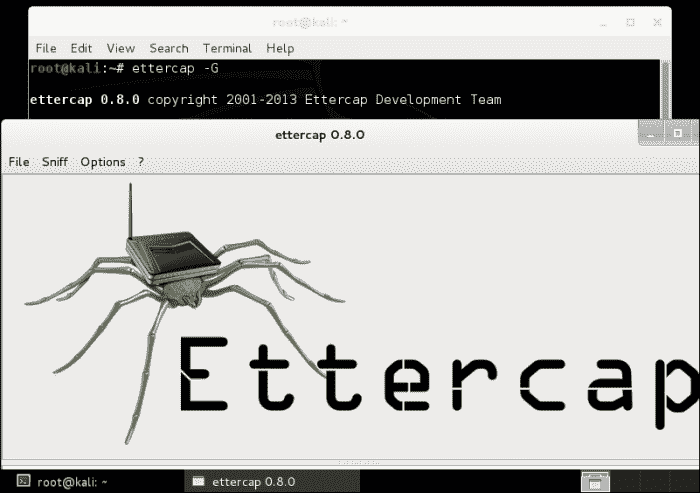 root@kali: ~
File Edit View Search Terminal Help
root@kali:~# ettercap -G
ettercap 0.8.0 copyright 2001-2013 Ettercap Development Team
ettercap 0.8.0
File Sniff Options ?
Ettercap
root@kali: ~ ettercap 0.8.0